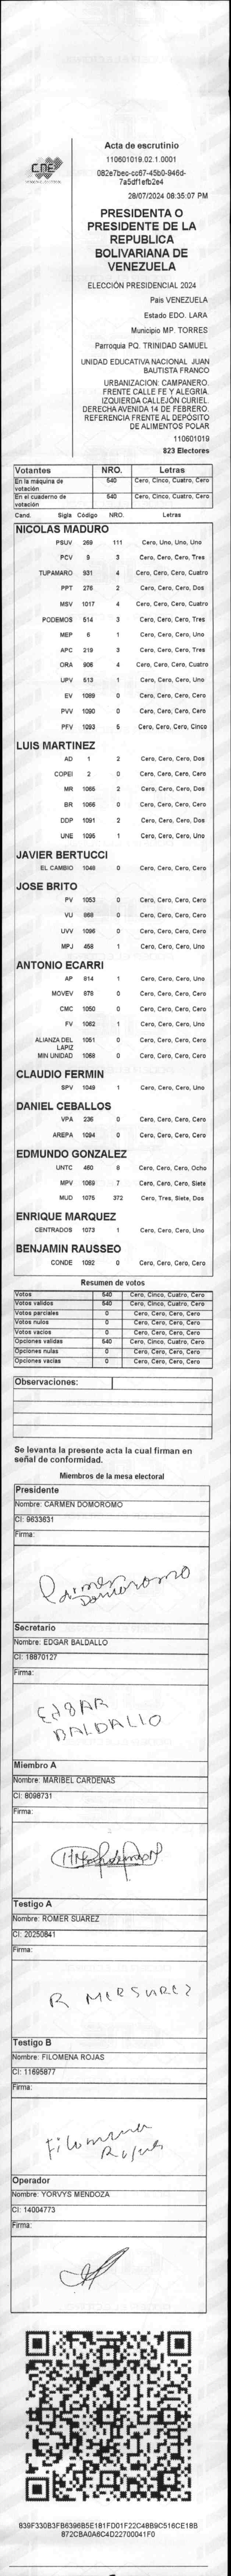 Acta de escrutinio
110601019.02.1.0001
082e7bec-cc67-45b0-946d-
7a5df1efb2e4
28/07/2024 08:35:07 PM
CNE
PRESIDENTA O
PRESIDENTE DE LA
REPUBLICA
BOLIVARIANA DE
VENEZUELA
ELECCIÓN PRESIDENCIAL 2024
País VENEZUELA
Estado EDO. LARA
Municipio MP. TORRES
Parroquia PQ. TRINIDAD SAMUEL
UNIDAD EDUCATIVA NACIONAL JUAN
BAUTISTA FRANCO
URBANIZACION: CAMPANERO.
FRENTE CALLE FE Y ALEGRIA.
IZQUIERDA CALLEJÓN CURIEL.
DERECHA AVENIDA 14 DE FEBRERO.
REFERENCIA FRENTE AL DEPÓSITO
DE ALIMENTOS POLAR
110601019
823 Electores
Votantes NRO. Letras
En la máquina de votación 540 Cero, Cinco, Cuatro, Cero
En el cuaderno de votación 540 Cero, Cinco, Cuatro, Cero
Cand. Sigla Código NRO. Letras
NICOLAS MADURO
PSUV 269 111 Cero, Uno, Uno, Uno
PCV 9 3 Cero, Cero, Cero, Tres
TUPAMARO 931 4 Cero, Cero, Cero, Cuatro
PPT 276 2 Cero, Cero, Cero, Dos
MSV 1017 4 Cero, Cero, Cero, Cuatro
PODEMOS 514 3 Cero, Cero, Cero, Tres
MEP 6 1 Cero, Cero, Cero, Uno
APC 219 3 Cero, Cero, Cero, Tres
ORA 906 4 Cero, Cero, Cero, Cuatro
UPV 513 1 Cero, Cero, Cero, Uno
EV 1089 0 Cero, Cero, Cero, Cero
PVV 1090 0 Cero, Cero, Cero, Cero
PFV 1093 5 Cero, Cero, Cero, Cinco
LUIS MARTINEZ
AD 1 2 Cero, Cero, Cero, Dos
COPEI 2 0 Cero, Cero, Cero, Cero
MR 1065 2 Cero, Cero, Cero, Dos
BR 1066 0 Cero, Cero, Cero, Cero
DDP 1091 2 Cero, Cero, Cero, Dos
UNE 1095 1 Cero, Cero, Cero, Uno
JAVIER BERTUCCI
EL CAMBIO 1046 0 Cero, Cero, Cero, Cero
JOSE BRITO
PV 1053 0 Cero, Cero, Cero, Cero
VU 868 0 Cero, Cero, Cero, Cero
UVV 1096 0 Cero, Cero, Cero, Cero
MPJ 458 1 Cero, Cero, Cero, Uno
ANTONIO ECARRI
AP 814 1 Cero, Cero, Cero, Uno
MOVEV 879 0 Cero, Cero, Cero, Cero
CMC 1050 0 Cero, Cero, Cero, Cero
FV 1062 1 Cero, Cero, Cero, Uno
ALIANZA DEL LAPIZ 1051 0 Cero, Cero, Cero, Cero
MIN UNIDAD 1068 0 Cero, Cero, Cero, Cero
CLAUDIO FERMIN
SPV 1049 1 Cero, Cero, Cero, Uno
DANIEL CEBALLOS
VPA 236 0 Cero, Cero, Cero, Cero
AREPA 1094 0 Cero, Cero, Cero, Cero
EDMUNDO GONZALEZ
UNTC 460 8 Cero, Cero, Cero, Ocho
MPV 1069 7 Cero, Cero, Cero, Siete
MUD 1075 372 Cero, Tres, Siete, Dos
ENRIQUE MARQUEZ
CENTRADOS 1073 1 Cero, Cero, Cero, Uno
BENJAMIN RAUSSEO
CONDE 1092 0 Cero, Cero, Cero, Cero
Resumen de votos
Votos 540 Cero, Cinco, Cuatro, Cero
Votos validos 540 Cero, Cinco, Cuatro, Cero
Votos parciales 0 Cero, Cero, Cero, Cero
Votos nulos 0 Cero, Cero, Cero, Cero
Votos vacios 0 Cero, Cero, Cero, Cero
Opciones validas 540 Cero, Cinco, Cuatro, Cero
Opciones nulas 0 Cero, Cero, Cero, Cero
Opciones vacias 0 Cero, Cero, Cero, Cero
Observaciones:
Se levanta la presente acta la cual firman en
señal de conformidad.
Miembros de la mesa electoral
Presidente
Nombre: CARMEN DOMOROMO
CI: 9633631
Firma:
Carmen
Domoromo
Secretario
Nombre: EDGAR BALDALLO
CI: 18870127
Firma:
EdgAR
BALDALLO
Miembro A
Nombre: MARIBEL CARDENAS
CI: 8098731
Firma:
Testigo A
Nombre: ROMER SUAREZ
CI: 20250841
Firma:
Testigo B
Nombre: FILOMENA ROJAS
CI: 11695877
Firma:
Filomena
Rojas
Operador
Nombre: YORVYS MENDOZA
CI: 14004773
Firma:
839F330B3FB6396B5E181FD01F22C48B9C516CE18B
872CBA0A6C4D22700041F0